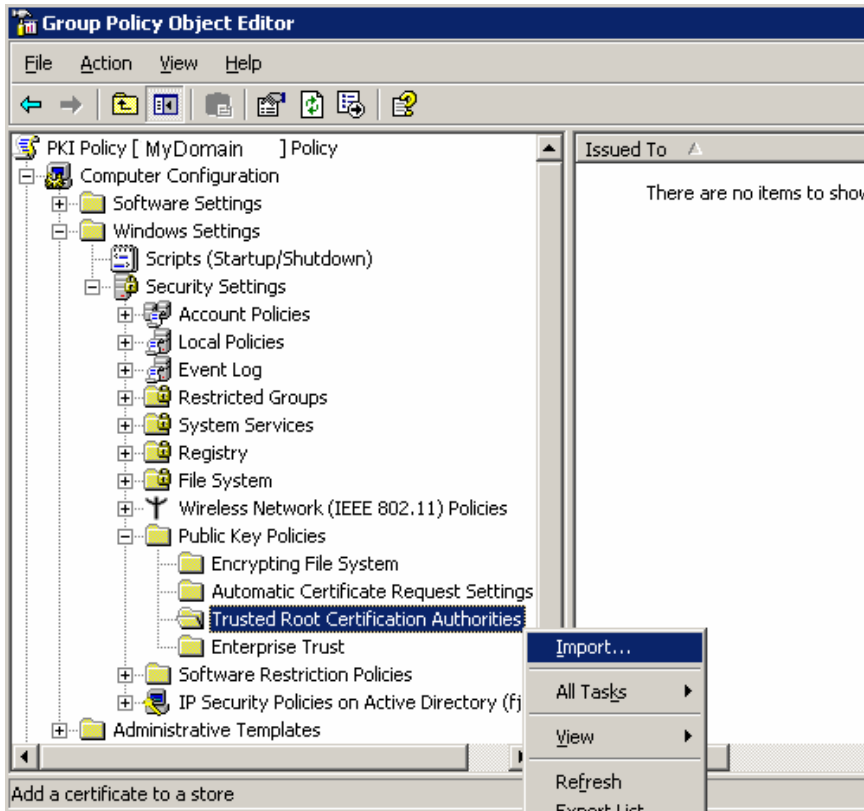 Group Policy Object Editor
File Action View Help
PKI Policy [ MyDomain ] Policy
Computer Configuration
Software Settings
Windows Settings
Scripts (Startup/Shutdown)
Security Settings
Account Policies
Local Policies
Event Log
Restricted Groups
System Services
Registry
File System
Wireless Network (IEEE 802.11) Policies
Public Key Policies
Encrypting File System
Automatic Certificate Request Settings
Trusted Root Certification Authorities
Enterprise Trust
Software Restriction Policies
IP Security Policies on Active Directory (fj
Administrative Templates
Issued To
There are no items to show
Import...
All Tasks
View
Refresh
Export List
Add a certificate to a store